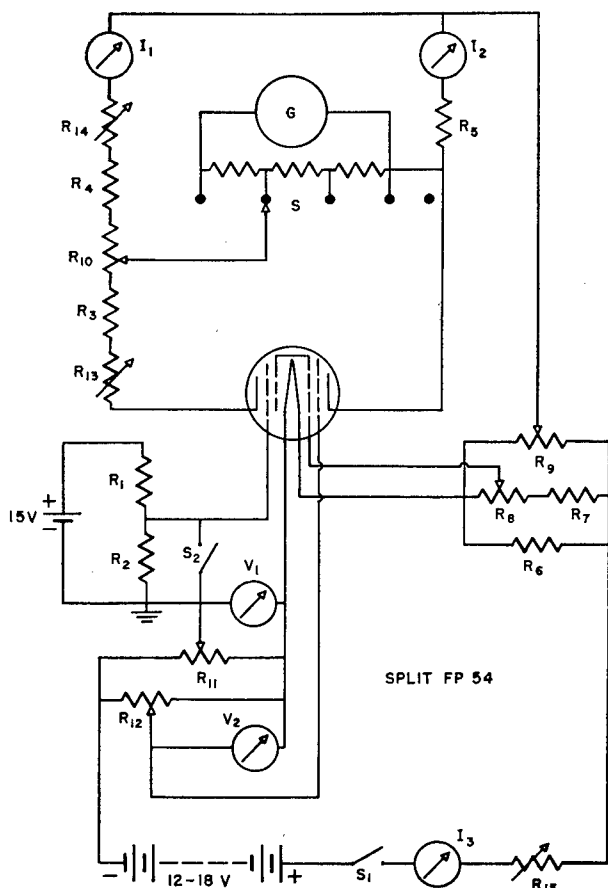 I1
I2
R14
G
R5
R4
S
R10
R3
R13
R9
R1
15V
+
-
R8
R7
R2
S2
R6
V1
R11
SPLIT FP 54
R12
V2
I3
-
12-18 V
+
S1